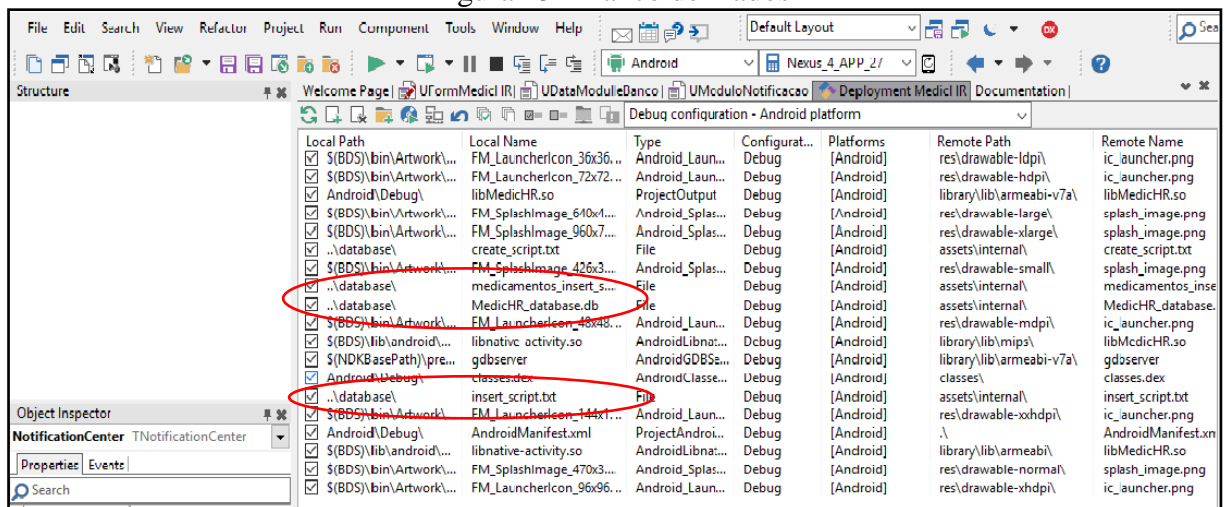 File Edit Search View Refactor Project Run Component Tools Window Help Default Layout Sea
Android Nexus_4_APP_27
Structure Welcome Page | UFormMedicHR | UDataModulleBanco | UModuloNotificacao Deployment MedicHR Documentation |
Debug configuration - Android platform
Local Path Local Name Type Configurat... Platforms Remote Path Remote Name
$(BDS)\bin\Artwork\... FM_LauncherIcon_36x36... Android_Laun... Debug [Android] res\drawable-ldpi\ ic_launcher.png
$(BDS)\bin\Artwork\... FM_LauncherIcon_72x72... Android_Laun... Debug [Android] res\drawable-hdpi\ ic_launcher.png
Android\Debug\ libMedicHR.so ProjectOutput Debug [Android] library\lib\armeabi-v7a\ libMedicHR.so
$(BDS)\bin\Artwork\... FM_SplashImage_640x4... Android_Splas... Debug [Android] res\drawable-large\ splash_image.png
$(BDS)\bin\Artwork\... FM_SplashImage_960x7... Android_Splas... Debug [Android] res\drawable-xlarge\ splash_image.png
..\database\ create_script.txt File Debug [Android] assets\internal\ create_script.txt
$(BDS)\bin\Artwork\... FM_SplashImage_426x3... Android_Splas... Debug [Android] res\drawable-small\ splash_image.png
..\database\ medicamentos_insert_s... File Debug [Android] assets\internal\ medicamentos_inse
..\database\ MedicHR_database.db File Debug [Android] assets\internal\ MedicHR_database.
$(BDS)\bin\Artwork\... FM_LauncherIcon_48x48... Android_Laun... Debug [Android] res\drawable-mdpi\ ic_launcher.png
$(BDS)\lib\android\... libnative-activity.so AndroidLibnat... Debug [Android] library\lib\mips\ libMedicHR.so
$(NDKBasePath)\pre... gdbserver AndroidGDBSe... Debug [Android] library\lib\armeabi-v7a\ gdbserver
Android\Debug\ classes.dex AndroidClasse... Debug [Android] classes\ classes.dex
..\database\ insert_script.txt File Debug [Android] assets\internal\ insert_script.txt
Object Inspector $(BDS)\bin\Artwork\... FM_LauncherIcon_144x1... Android_Laun... Debug [Android] res\drawable-xxhdpi\ ic_launcher.png
NotificationCenter TNotificationCenter Android\Debug\ AndroidManifest.xml ProjectAndroi... Debug [Android] .\ AndroidManifest.xm
Properties Events $(BDS)\lib\android\... libnative-activity.so AndroidLibnat... Debug [Android] library\lib\armeabi\ libMedicHR.so
$(BDS)\bin\Artwork\... FM_SplashImage_470x3... Android_Splas... Debug [Android] res\drawable-normal\ splash_image.png
Search $(BDS)\bin\Artwork\... FM_LauncherIcon_96x96... Android_Laun... Debug [Android] res\drawable-xhdpi\ ic_launcher.png